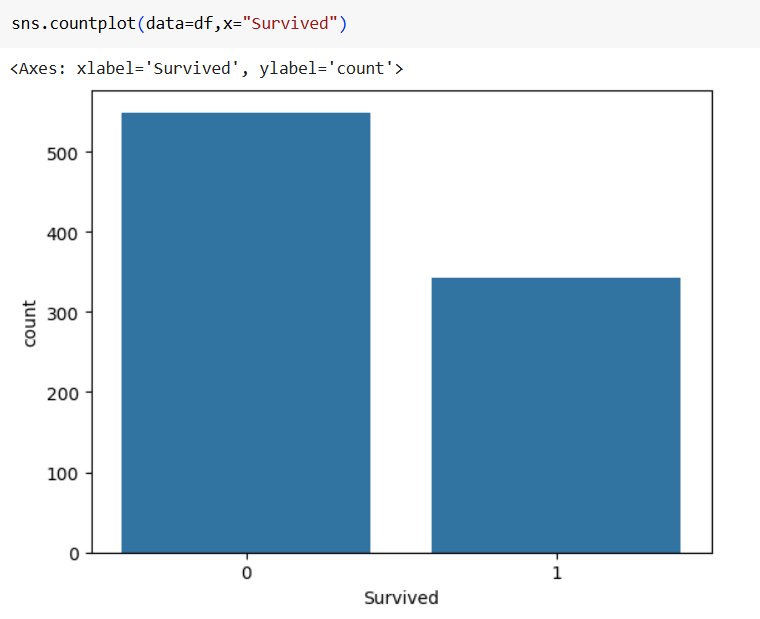 sns.countplot(data=df,x="Survived")
<Axes: xlabel='Survived', ylabel='count'>
500
400
300
200
100
0
count
0 1
Survived